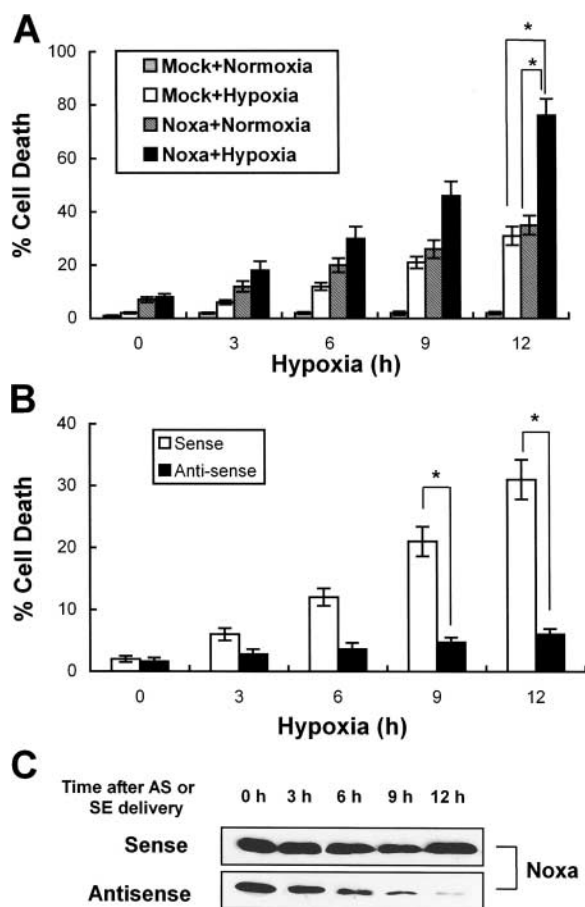 A
100
80
60
40
20
0
% Cell Death
Mock+Normoxia
Mock+Hypoxia
Noxa+Normoxia
Noxa+Hypoxia
*
*
0 3 6 9 12
Hypoxia (h)
B
40
30
20
10
0
% Cell Death
Sense
Anti-sense
*
*
0 3 6 9 12
Hypoxia (h)
C
Time after AS or
SE delivery
0 h 3 h 6 h 9 h 12 h
Sense
Noxa
Antisense